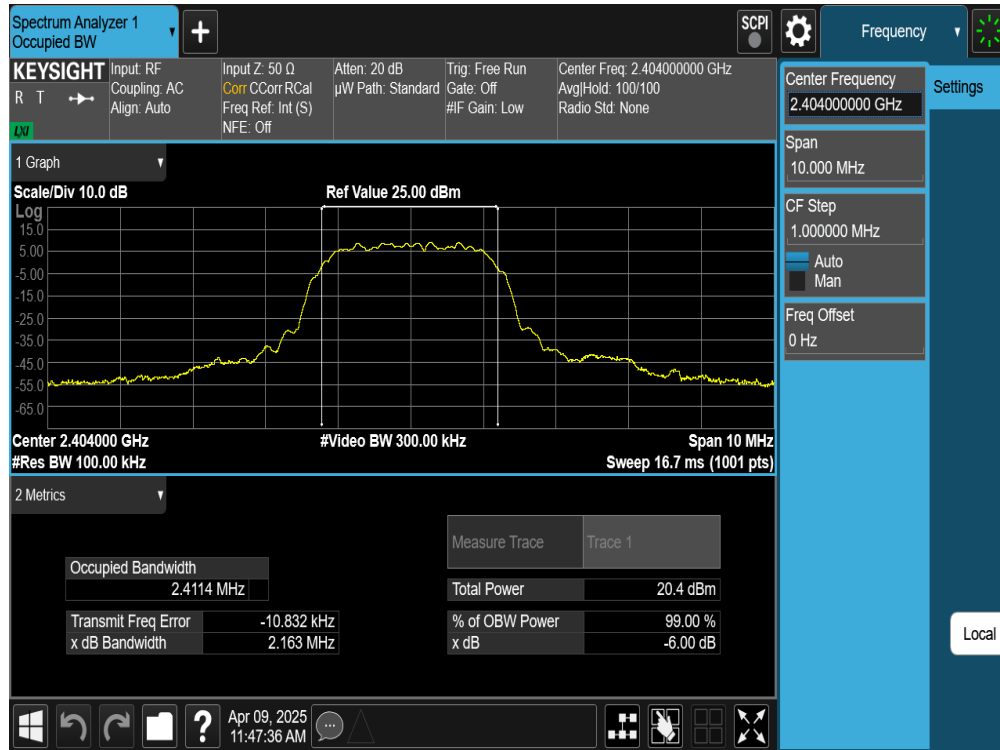 Spectrum Analyzer 1
Occupied BW
+
SCPI
Frequency
KEYSIGHT
R T
LXI
Input: RF
Coupling: AC
Align: Auto
Input Z: 50 Ω
Corr CCorr RCal
Freq Ref: Int (S)
NFE: Off
Atten: 20 dB
µW Path: Standard
Trig: Free Run
Gate: Off
#IF Gain: Low
Center Freq: 2.404000000 GHz
Avg|Hold: 100/100
Radio Std: None
Center Frequency
2.404000000 GHz
Settings
Span
10.000 MHz
CF Step
1.000000 MHz
Auto
Man
Freq Offset
0 Hz
1 Graph
Scale/Div 10.0 dB
Ref Value 25.00 dBm
Log
15.0
5.00
-5.00
-15.0
-25.0
-35.0
-45.0
-55.0
-65.0
Center 2.404000 GHz
#Video BW 300.00 kHz
Span 10 MHz
#Res BW 100.00 kHz
Sweep 16.7 ms (1001 pts)
2 Metrics
Measure Trace
Trace 1
Occupied Bandwidth
2.4114 MHz
Total Power
20.4 dBm
Transmit Freq Error
-10.832 kHz
% of OBW Power
99.00 %
x dB Bandwidth
2.163 MHz
x dB
-6.00 dB
Local
?
Apr 09, 2025
11:47:36 AM